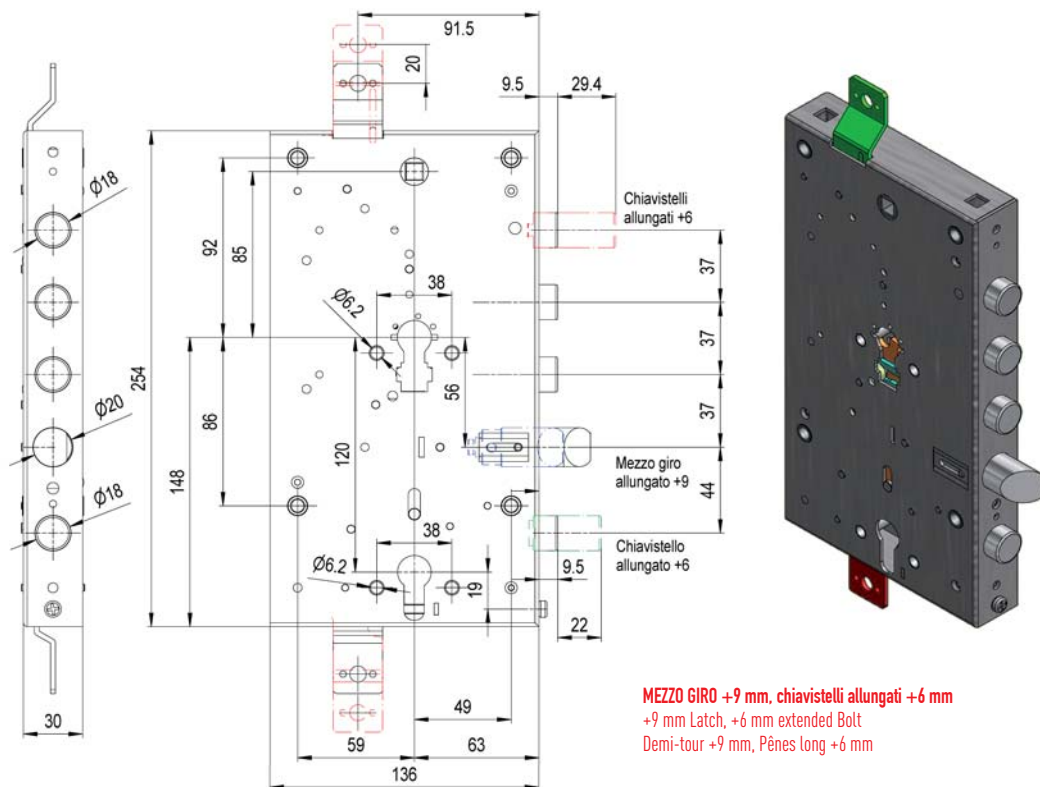 91.5
20
9.5
29.4
Ø18
92
85
Chiavistelli
allungati +6
37
38
Ø6.2
37
254
56
37
Ø20
86
120
148
Mezzo giro
allungato +9
44
Ø18
38
Chiavistello
allungato +6
Ø6.2
19
9.5
22
30
49
59
63
136
MEZZO GIRO +9 mm, chiavistelli allungati +6 mm
+9 mm Latch, +6 mm extended Bolt
Demi-tour +9 mm, Pênes long +6 mm